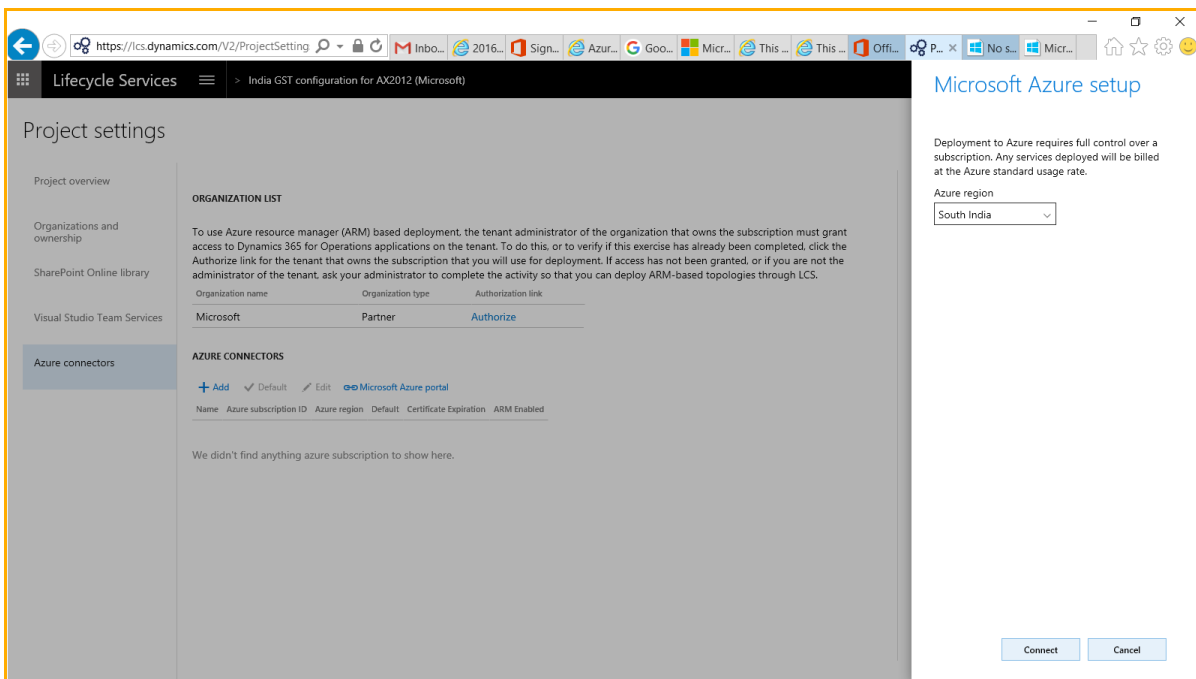 https://lcs.dynamics.com/V2/ProjectSetting
Inbo...
2016...
Sign...
Azur...
Goo...
Micr...
This ...
This ...
Offi...
P...
No s...
Micr...
Lifecycle Services
> India GST configuration for AX2012 (Microsoft)
Project settings
Project overview
Organizations and
ownership
SharePoint Online library
Visual Studio Team Services
Azure connectors
ORGANIZATION LIST
To use Azure resource manager (ARM) based deployment, the tenant administrator of the organization that owns the subscription must grant
access to Dynamics 365 for Operations applications on the tenant. To do this, or to verify if this exercise has already been completed, click the
Authorize link for the tenant that owns the subscription that you will use for deployment. If access has not been granted, or if you are not the
administrator of the tenant, ask your administrator to complete the activity so that you can deploy ARM-based topologies through LCS.
Organization name Organization type Authorization link
Microsoft Partner Authorize
AZURE CONNECTORS
Add Default Edit Microsoft Azure portal
Name Azure subscription ID Azure region Default Certificate Expiration ARM Enabled
We didn't find anything azure subscription to show here.
Microsoft Azure setup
Deployment to Azure requires full control over a
subscription. Any services deployed will be billed
at the Azure standard usage rate.
Azure region
South India
Connect Cancel